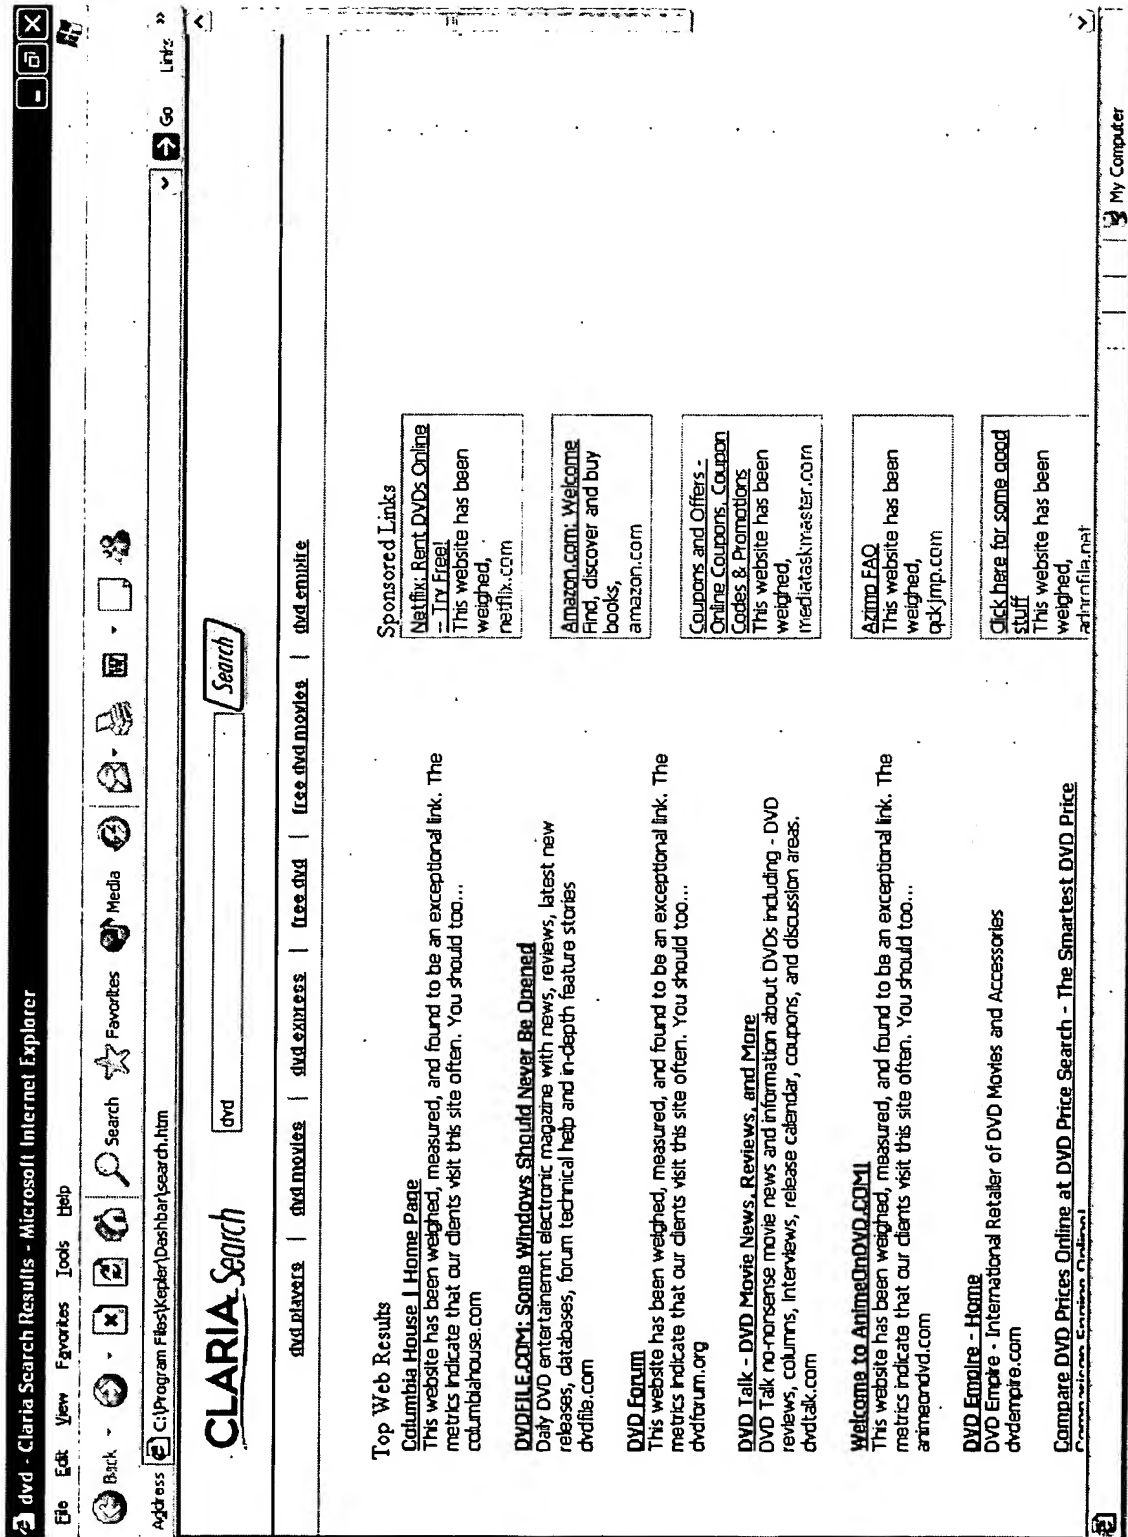 dvd - Claria Search Results - Microsoft Internet Explorer
File Edit View Favorites Tools Help
Back Search Favorites Media
Address C:\Program Files\Kepler\Dashbar\search.htm Go Links »
CLARIA Search dvd Search
dvd players | dvd movies | dvd express | free dvd | free dvd movies | dvd empire
Top Web Results
Columbia House | Home Page
This website has been weighed, measured, and found to be an exceptional link. The
metrics indicate that our clients visit this site often. You should too...
columbiahouse.com
DVDFILE.COM: Some Windows Should Never Be Opened
Daily DVD entertainemnt electronic magazine with news, reviews, latest new
releases, databases, forum technical help and in-depth feature stories
dvdfile.com
DVD Forum
This website has been weighed, measured, and found to be an exceptional link. The
metrics indicate that our clients visit this site often. You should too...
dvdforum.org
DVD Talk - DVD Movie News, Reviews, and More
DVD Talk no-nonsense movie news and information about DVDs including - DVD
reviews, columns, interviews, release calendar, coupons, and discussion areas.
dvdtalk.com
Welcome to AnimeOnDVD.COM!
This website has been weighed, measured, and found to be an exceptional link. The
metrics indicate that our clients visit this site often. You should too...
animeondvd.com
DVD Empire - Home
DVD Empire - International Retailer of DVD Movies and Accessories
dvdempire.com
Compare DVD Prices Online at DVD Price Search - The Smartest DVD Price
Sponsored Links
Netflix: Rent DVDs Online
- Try Free!
This website has been
weighed,
netflix.com
Amazon.com: Welcome
Find, discover and buy
books,
amazon.com
Coupons and Offers -
Online Coupons, Coupon
Codes & Promotions
This website has been
weighed,
mediataskmaster.com
Azimo FAQ
This website has been
weighed,
qckjmp.com
Click here for some good
stuff
This website has been
weighed,
My Computer